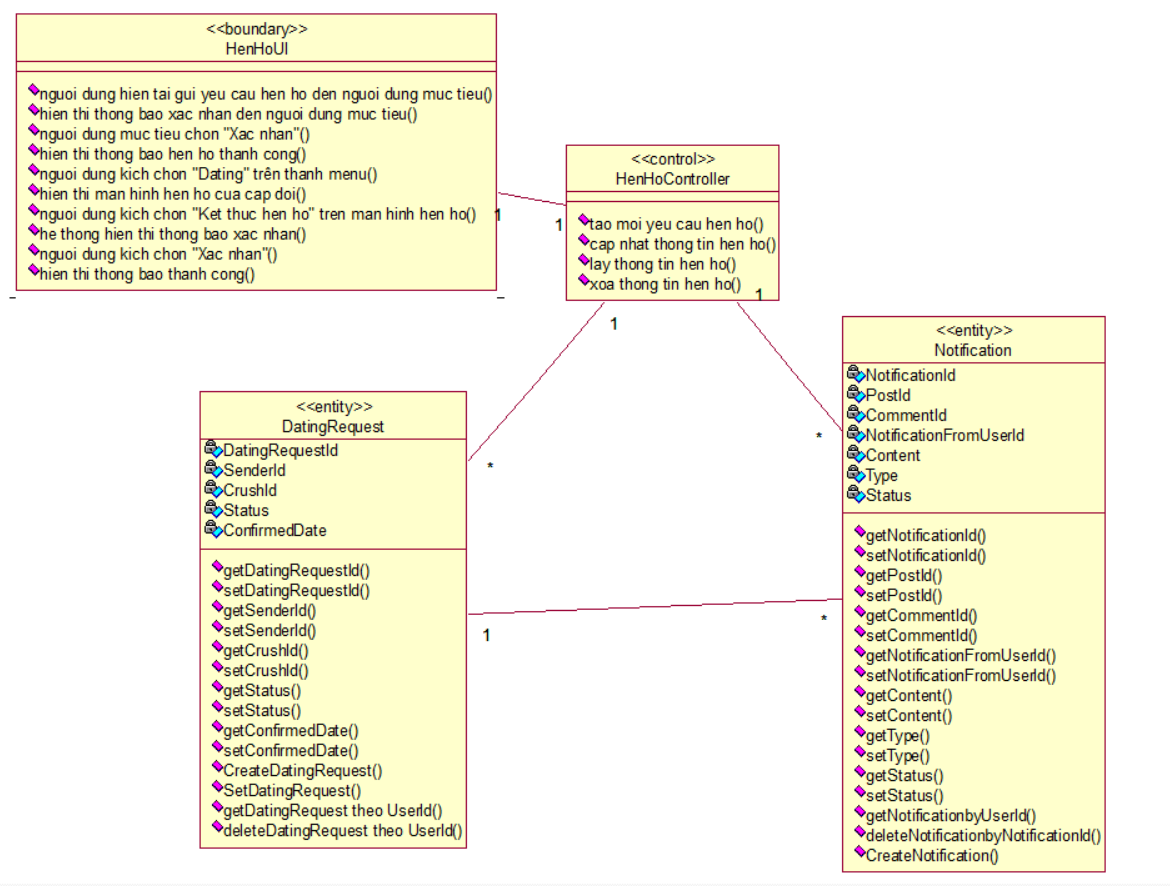 <<boundary>>
HenHoUI
nguoi dung hien tai gui yeu cau hen ho den nguoi dung muc tieu()
hien thi thong bao xac nhan den nguoi dung muc tieu()
nguoi dung muc tieu chon "Xac nhan"()
hien thi thong bao hen ho thanh cong()
nguoi dung kich chon "Dating" trên thanh menu()
hien thi man hinh hen ho cua cap doi()
nguoi dung kich chon "Ket thuc hen ho" tren man hinh hen ho()
he thong hien thi thong bao xac nhan()
nguoi dung kich chon "Xac nhan"()
hien thi thong bao thanh cong()
1
1
<<control>>
HenHoController
tao moi yeu cau hen ho()
cap nhat thong tin hen ho()
lay thong tin hen ho()
xoa thong tin hen ho()
1
1
*
*
<<entity>>
DatingRequest
DatingRequestId
SenderId
CrushId
Status
ConfirmedDate
getDatingRequestId()
setDatingRequestId()
getSenderId()
setSenderId()
getCrushId()
setCrushId()
getStatus()
setStatus()
getConfirmedDate()
setConfirmedDate()
CreateDatingRequest()
SetDatingRequest()
getDatingRequest theo UserId()
deleteDatingRequest theo UserId()
1
*
<<entity>>
Notification
NotificationId
PostId
CommentId
NotificationFromUserId
Content
Type
Status
getNotificationId()
setNotificationId()
getPostId()
setPostId()
getCommentId()
setCommentId()
getNotificationFromUserId()
setNotificationFromUserId()
getContent()
setContent()
getType()
setType()
getStatus()
setStatus()
getNotificationbyUserId()
deleteNotificationbyNotificationId()
CreateNotification()